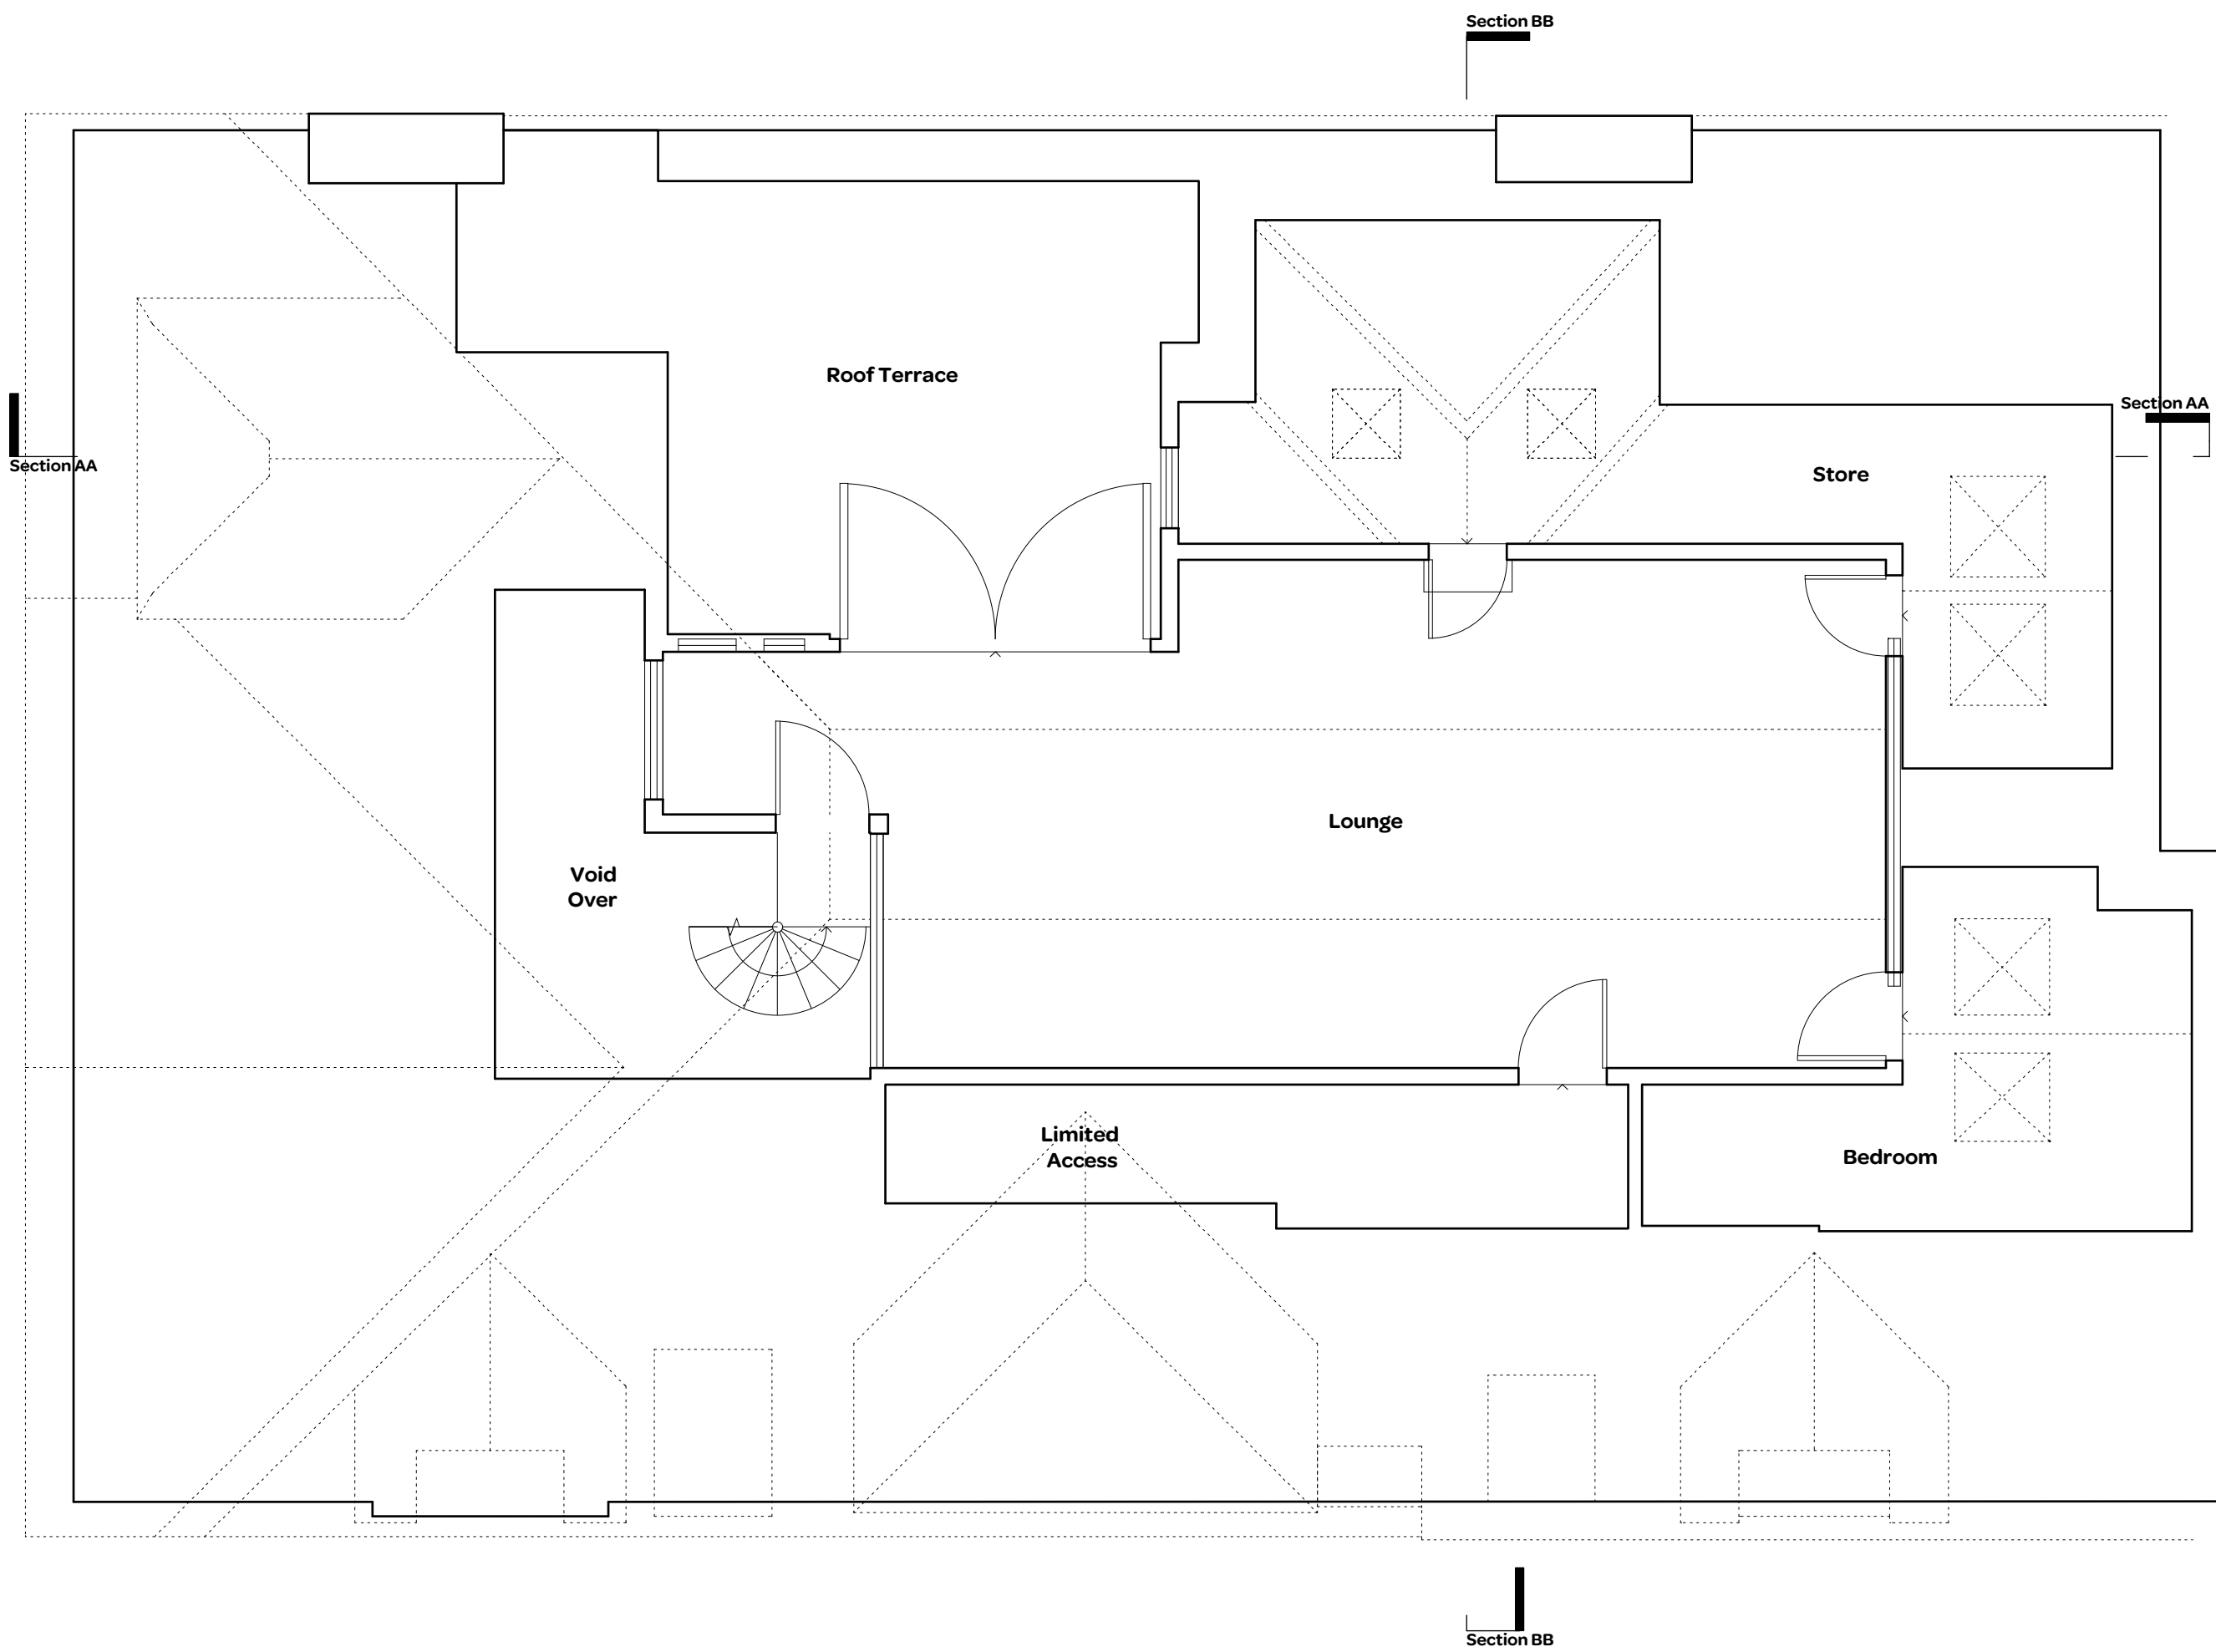 Section BB
Roof Terrace
Section AA
Section AA
Store
Lounge
Void
Over
Limited
Access
Bedroom
Section BB